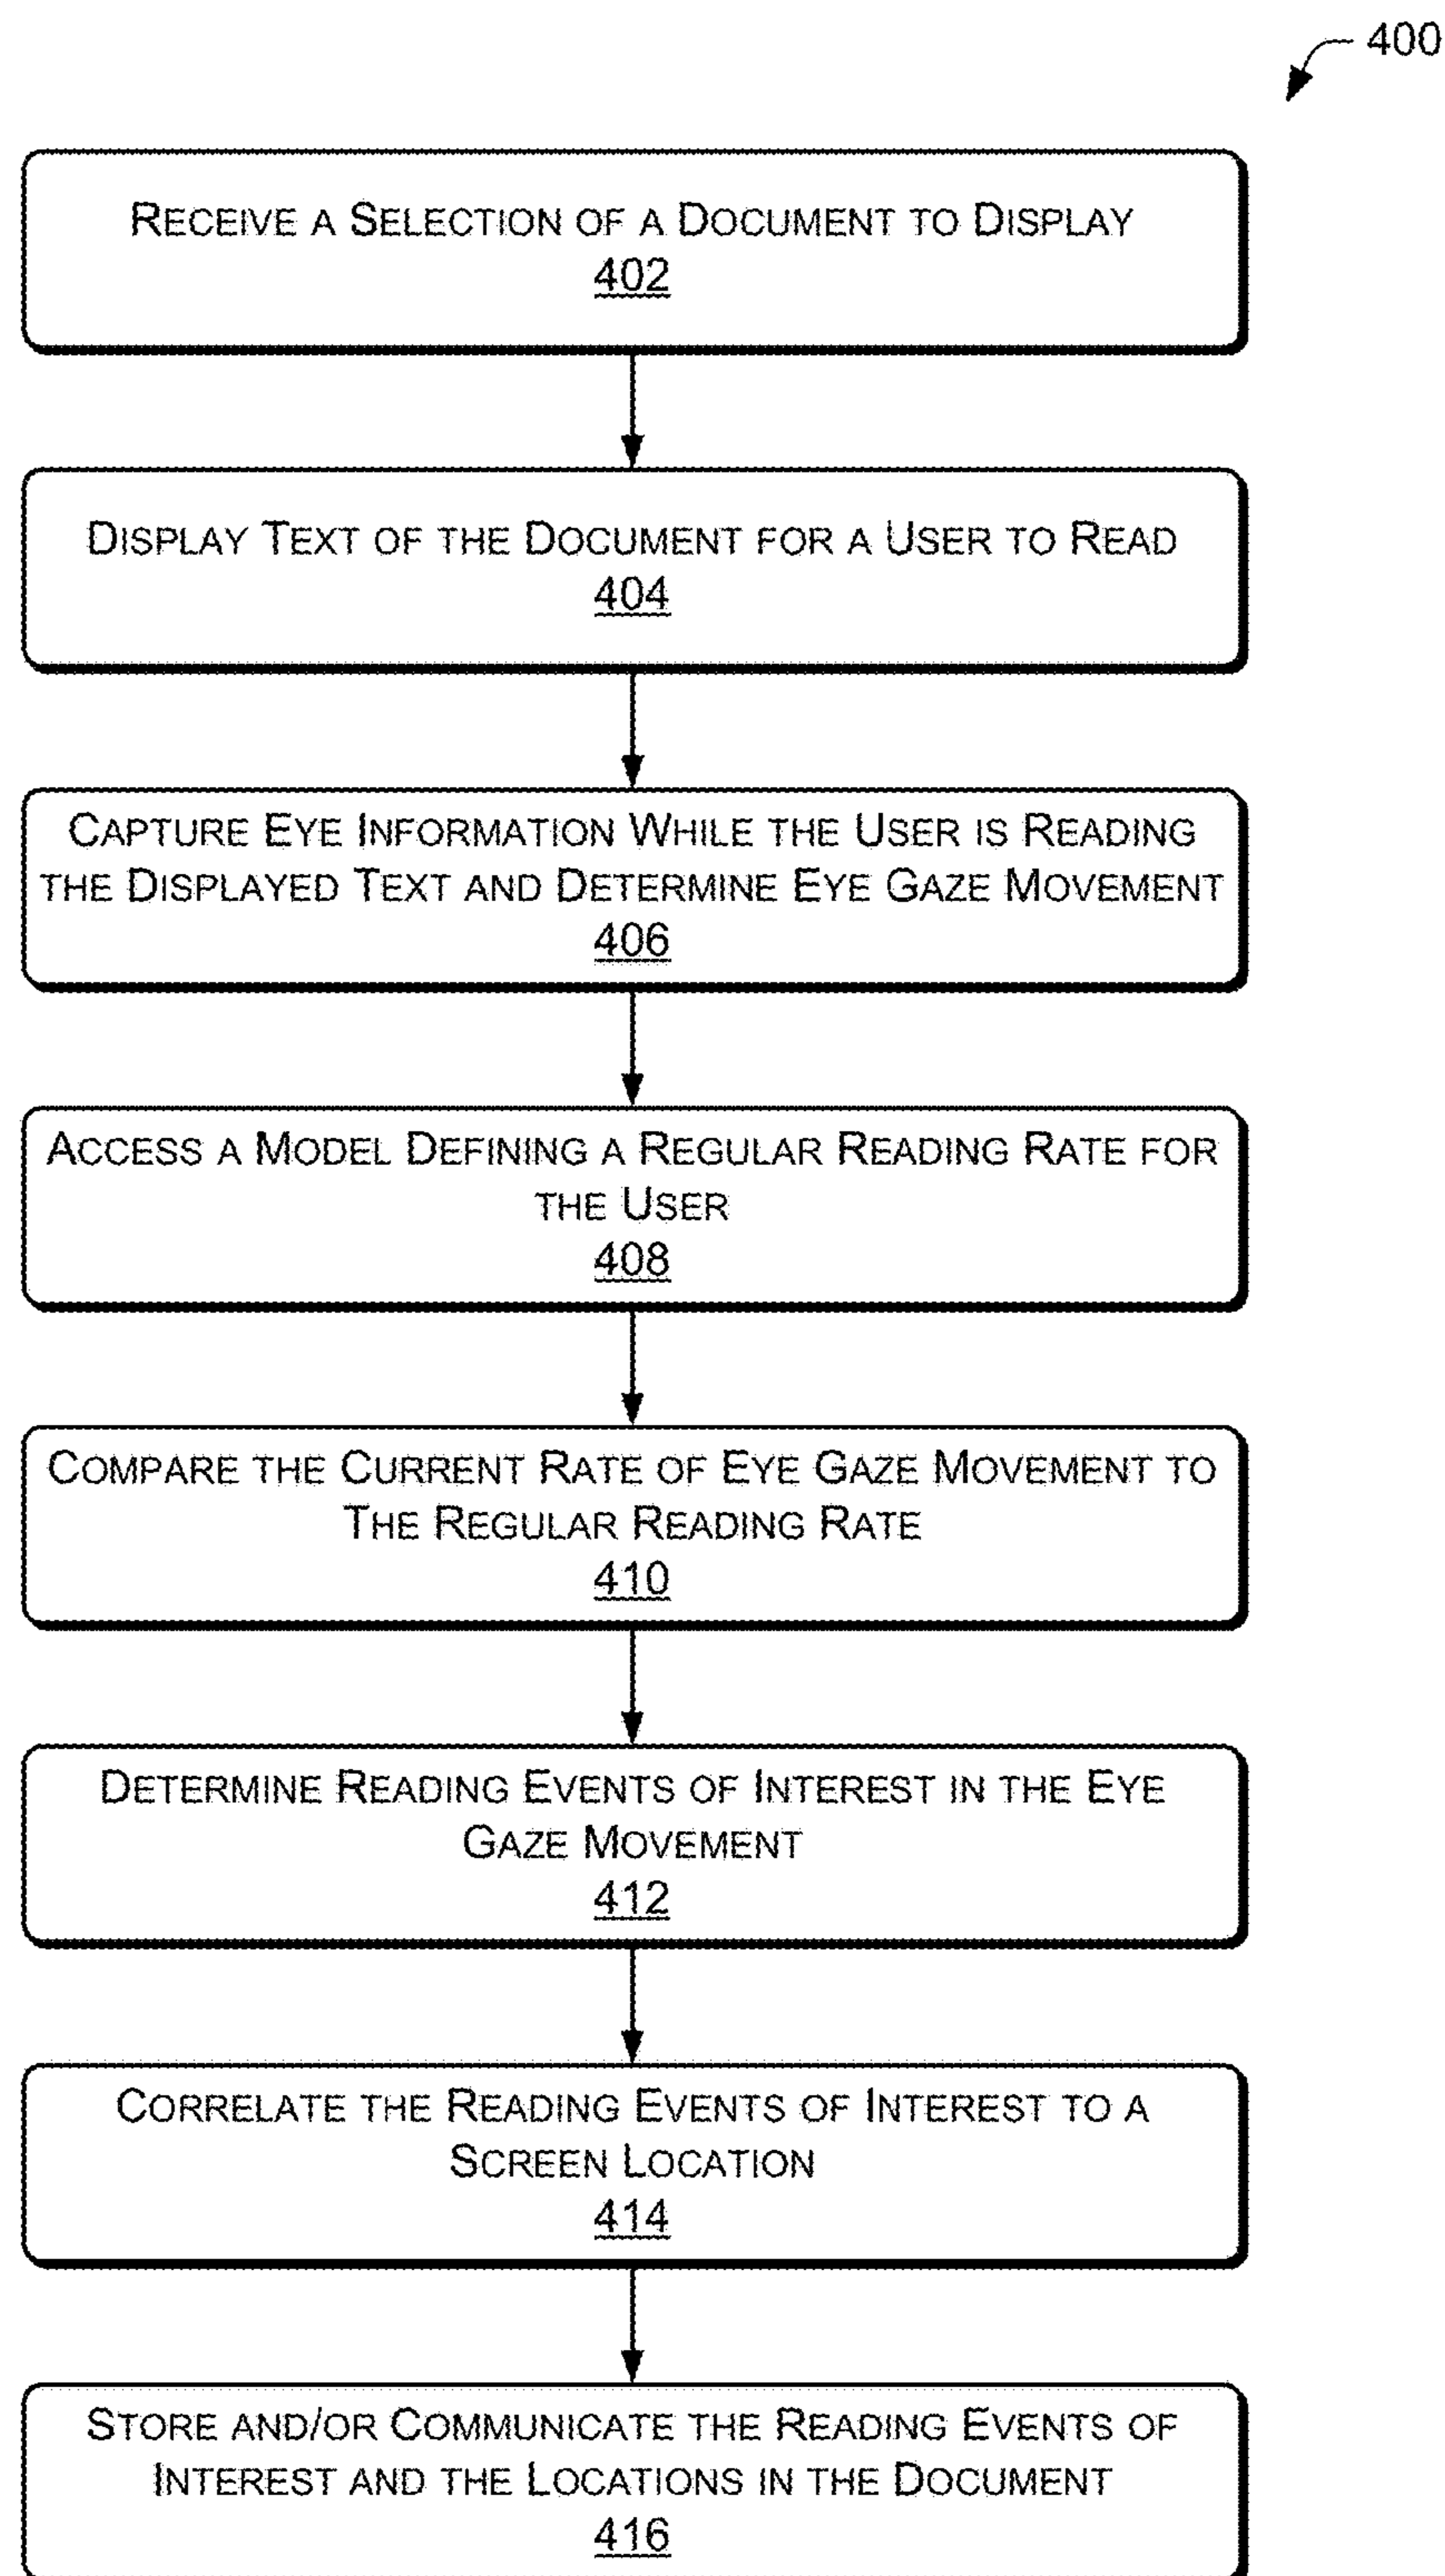 400
RECEIVE A SELECTION OF A DOCUMENT TO DISPLAY
402
DISPLAY TEXT OF THE DOCUMENT FOR A USER TO READ
404
CAPTURE EYE INFORMATION WHILE THE USER IS READING
THE DISPLAYED TEXT AND DETERMINE EYE GAZE MOVEMENT
406
ACCESS A MODEL DEFINING A REGULAR READING RATE FOR
THE USER
408
COMPARE THE CURRENT RATE OF EYE GAZE MOVEMENT TO
THE REGULAR READING RATE
410
DETERMINE READING EVENTS OF INTEREST IN THE EYE
GAZE MOVEMENT
412
CORRELATE THE READING EVENTS OF INTEREST TO A
SCREEN LOCATION
414
STORE AND/OR COMMUNICATE THE READING EVENTS OF
INTEREST AND THE LOCATIONS IN THE DOCUMENT
416